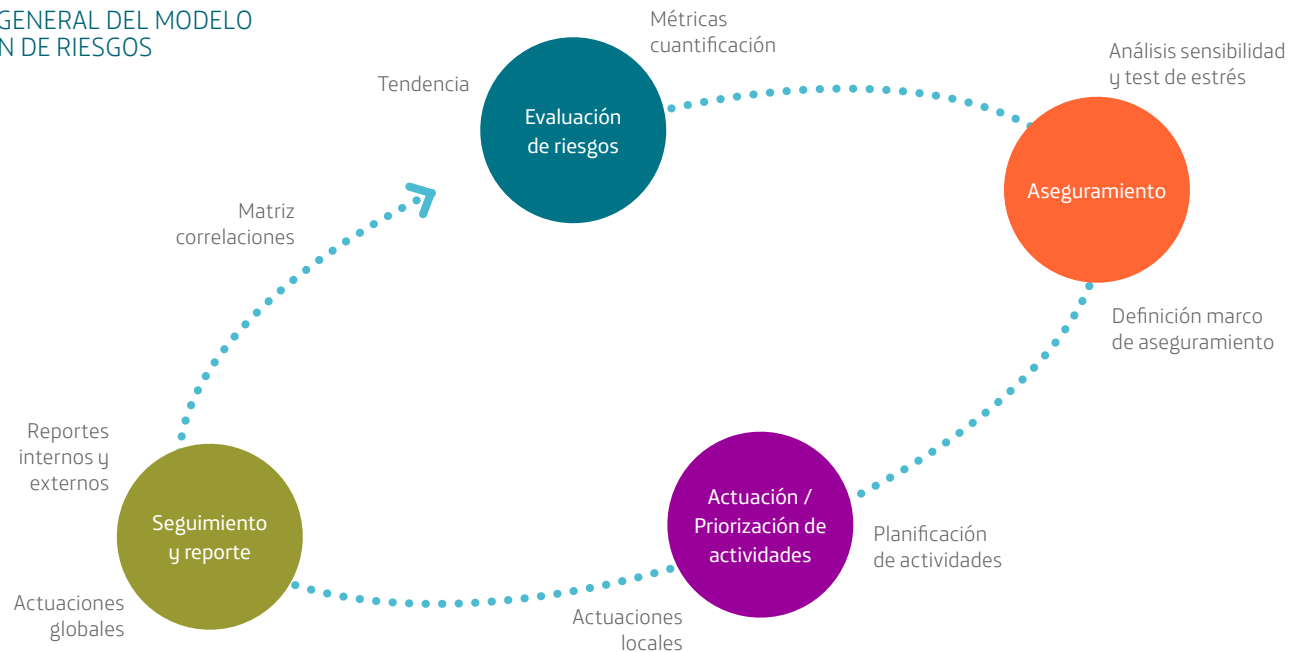 GENERAL DEL MODELO
N DE RIESGOS
Métricas
cuantificación
Análisis sensibilidad
y test de estrés
Tendencia
Evaluación
de riesgos
Aseguramiento
Matriz
correlaciones
Definición marco
de aseguramiento
Reportes
internos y
externos
Seguimiento
y reporte
Actuación /
Priorización de
actividades
Planificación
de actividades
Actuaciones
globales
Actuaciones
locales